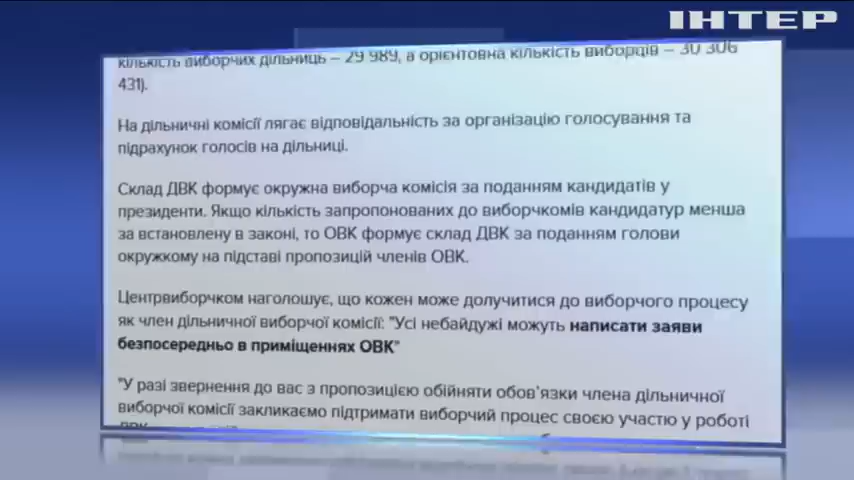 ІНТЕР
кількість виборчих дільниць – 29 989, а орієнтовна кількість виборців – 30 306
431).
На дільничні комісії лягає відповідальність за організацію голосування та
підрахунок голосів на дільниці.
Склад ДВК формує окружна виборча комісія за поданням кандидатів у
президенти. Якщо кількість запропонованих до виборчкомів кандидатур менша
за встановлену в законі, то ОВК формує склад ДВК за поданням голови
окружкому на підставі пропозицій членів ОВК.
Центрвиборчком наголошує, що кожен може долучитися до виборчого процесу
як член дільничної виборчої комісії: "Усі небайдужі можуть написати заяви
безпосередньо в приміщеннях ОВК"
"У разі звернення до вас з пропозицією обійняти обов'язки члена дільничної
виборчої комісії закликаємо підтримати виборчий процес своєю участю у роботі